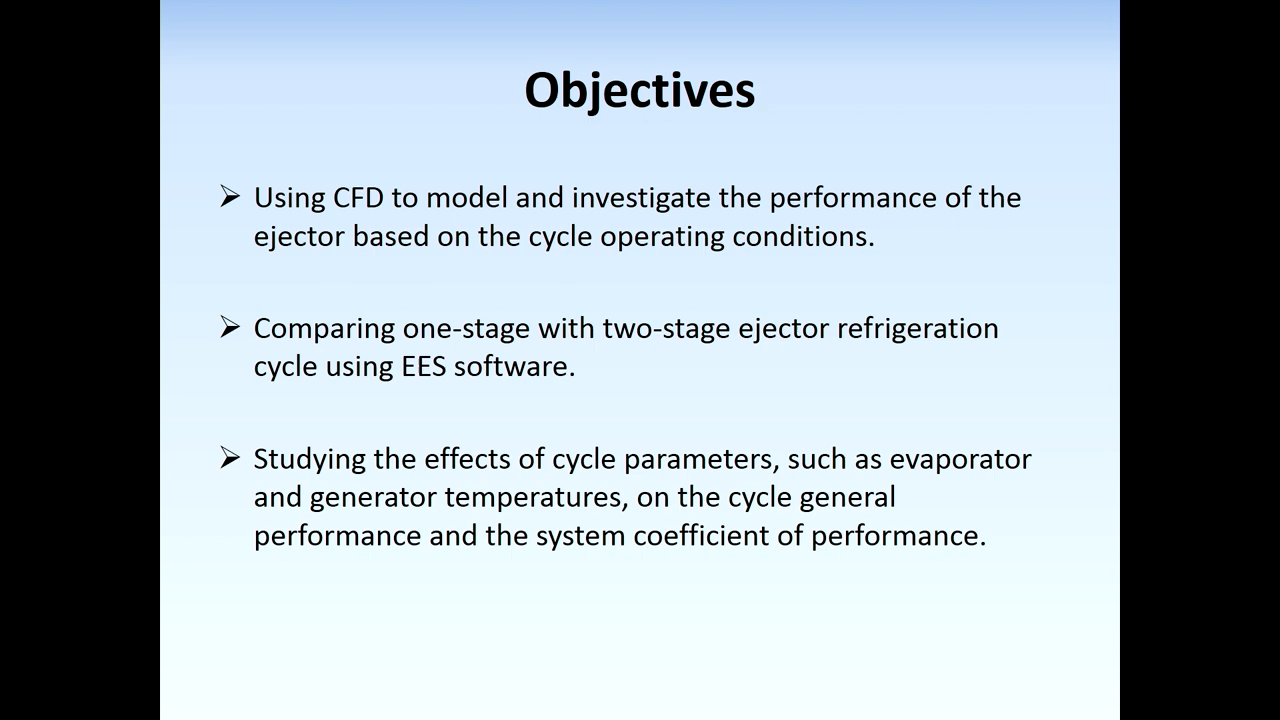 Objectives
➢ Using CFD to model and investigate the performance of the
ejector based on the cycle operating conditions.
➢ Comparing one-stage with two-stage ejector refrigeration
cycle using EES software.
➢ Studying the effects of cycle parameters, such as evaporator
and generator temperatures, on the cycle general
performance and the system coefficient of performance.